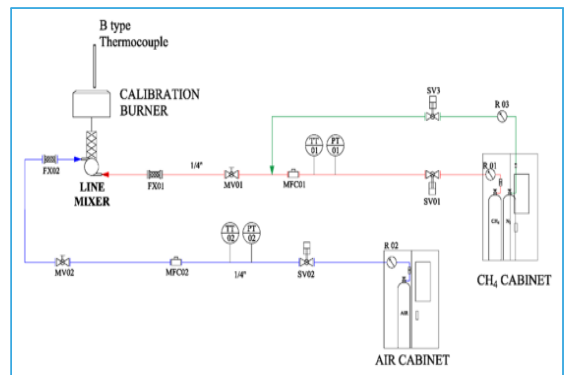 B type
Thermocouple
CALIBRATION
BURNER
SV3
R 03
TT
01
PT
01
R 01
FX02
1/4"
FX01
MV01
MFC01
SV01
LINE
MIXER
CH₄
N₂
TT
02
PT
02
R 02
CH₄ CABINET
MV02
MFC02
1/4"
SV02
AIR
AIR CABINET